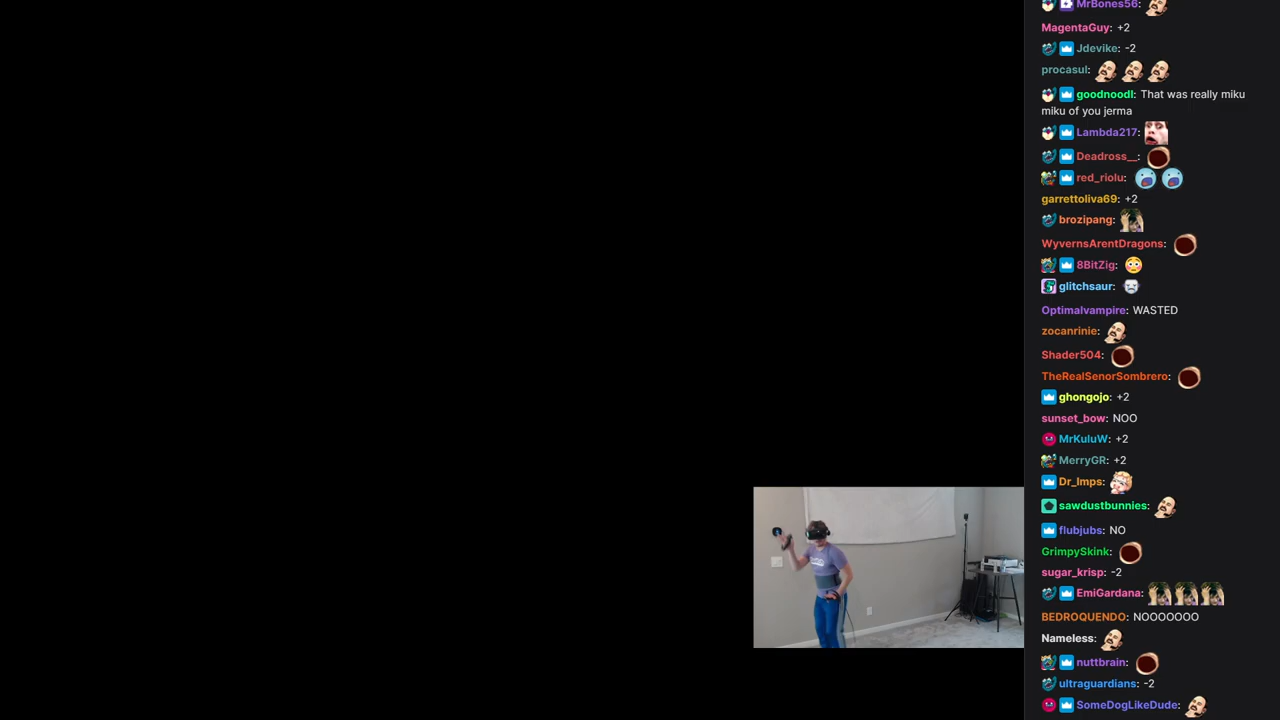 MrBones56:
MagentaGuy: +2
Jdevike: -2
procasul:
goodnoodl: That was really miku
miku of you jerma
Lambda217:
Deadross__:
red_riolu:
garrettoliva69: +2
brozipang:
WyvernsArentDragons:
8BitZig:
glitchsaur:
Optimalvampire: WASTED
zocanrinie:
Shader504:
TheRealSenorSombrero:
ghongojo: +2
sunset_bow: NOO
MrKuluW: +2
MerryGR: +2
Dr_Imps:
sawdustbunnies:
flubjubs: NO
GrimpySkink:
sugar_krisp: -2
EmiGardana:
BEDROQUENDO: NOOOOOOO
Nameless:
nuttbrain:
ultraguardians: -2
SomeDogLikeDude: